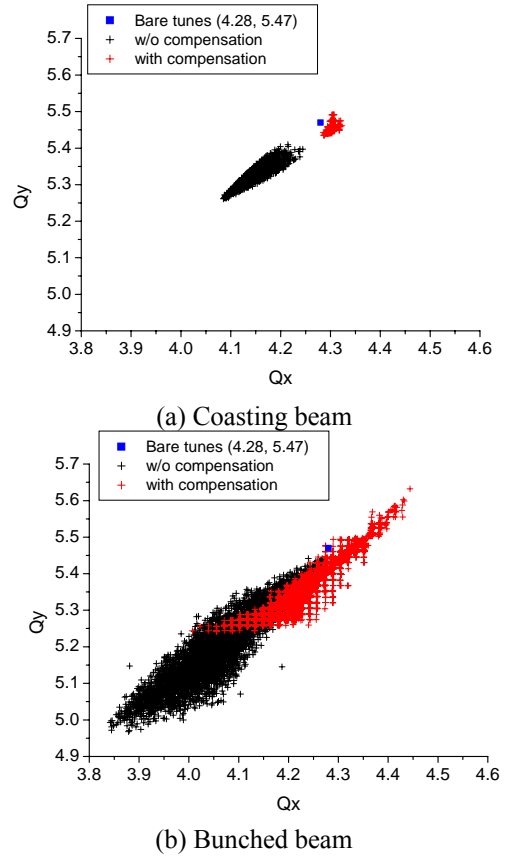 Bare tunes (4.28, 5.47)
w/o compensation
with compensation
5.7
5.6
5.5
5.4
5.3
5.2
5.1
5.0
4.9
Qy
3.8 3.9 4.0 4.1 4.2 4.3 4.4 4.5 4.6
Qx
(a) Coasting beam
Bare tunes (4.28, 5.47)
w/o compensation
with compensation
5.7
5.6
5.5
5.4
5.3
5.2
5.1
5.0
4.9
Qy
3.8 3.9 4.0 4.1 4.2 4.3 4.4 4.5 4.6
Qx
(b) Bunched beam